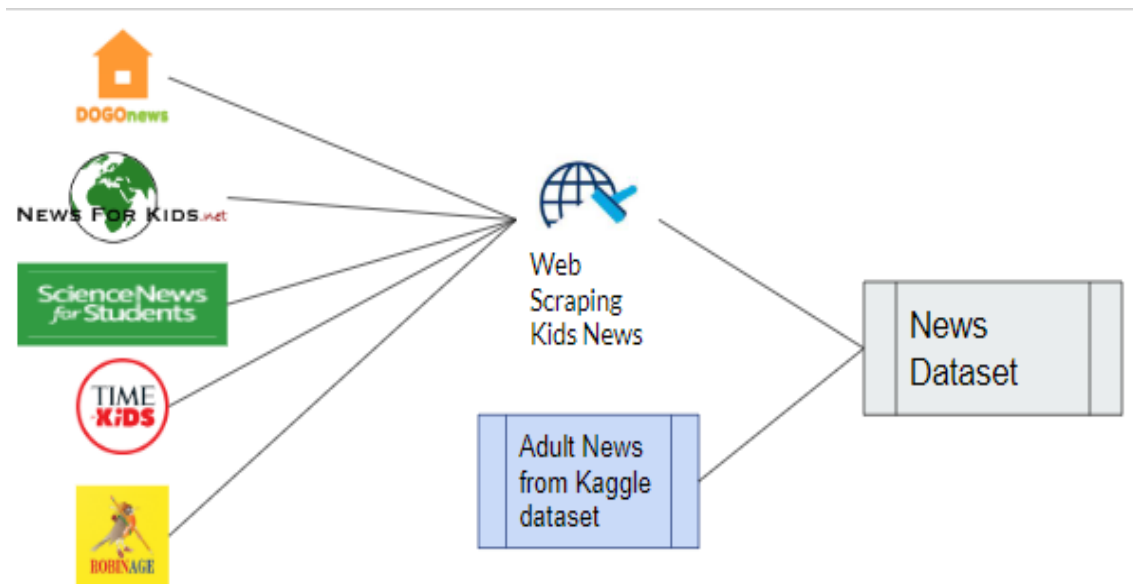 DOGOnews
NEWS FOR KIDS.net
ScienceNews
for Students
TIME
KiDS
ROBINAGE
Web
Scraping
Kids News
Adult News
from Kaggle
dataset
News
Dataset